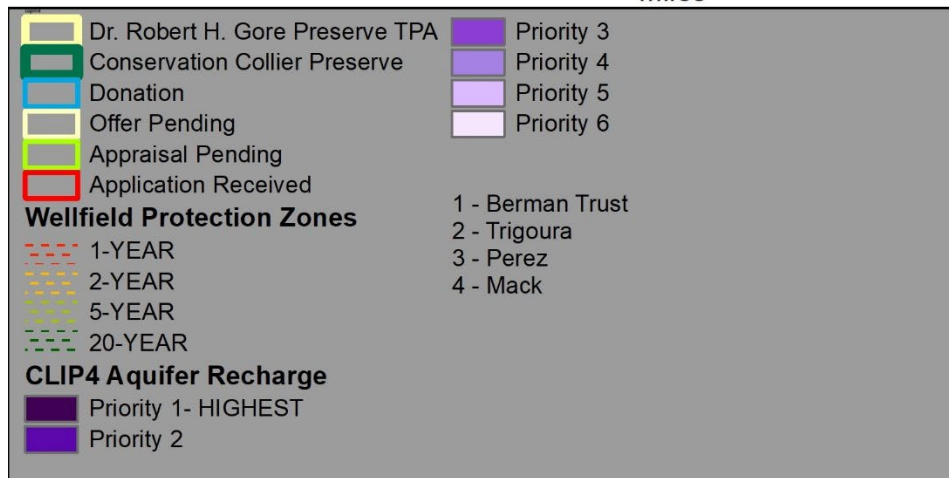 Dr. Robert H. Gore Preserve TPA
Conservation Collier Preserve
Donation
Offer Pending
Appraisal Pending
Application Received
Wellfield Protection Zones
1-YEAR
2-YEAR
5-YEAR
20-YEAR
CLIP4 Aquifer Recharge
Priority 1- HIGHEST
Priority 2
Priority 3
Priority 4
Priority 5
Priority 6
1 - Berman Trust
2 - Trigoura
3 - Perez
4 - Mack